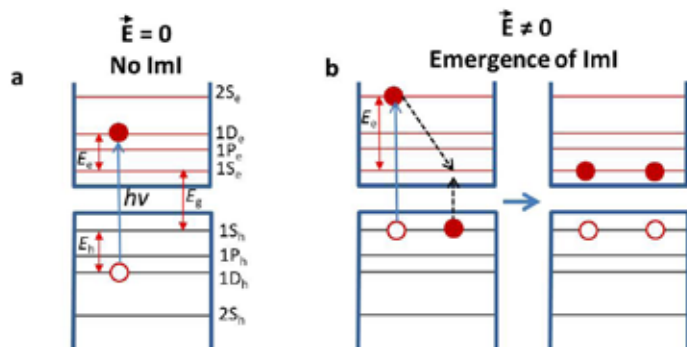 E⃗ = 0
No ImI
a
2Sₑ
1Dₑ
1Pₑ
1Sₑ
Eₑ
hν
E_g
1Sₕ
Eₕ
1Pₕ
1Dₕ
2Sₕ
E⃗ ≠ 0
Emergence of ImI
b
Eₑ